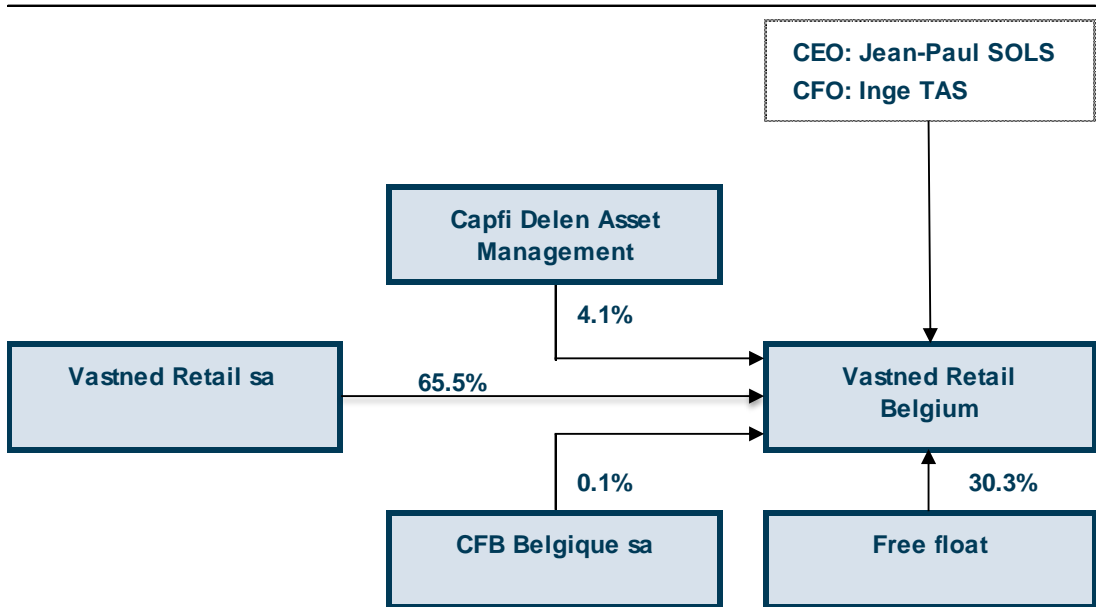 CEO: Jean-Paul SOLS
CFO: Inge TAS
Capfi Delen Asset
Management
4.1%
Vastned Retail sa
65.5%
Vastned Retail
Belgium
0.1%
30.3%
CFB Belgique sa
Free float